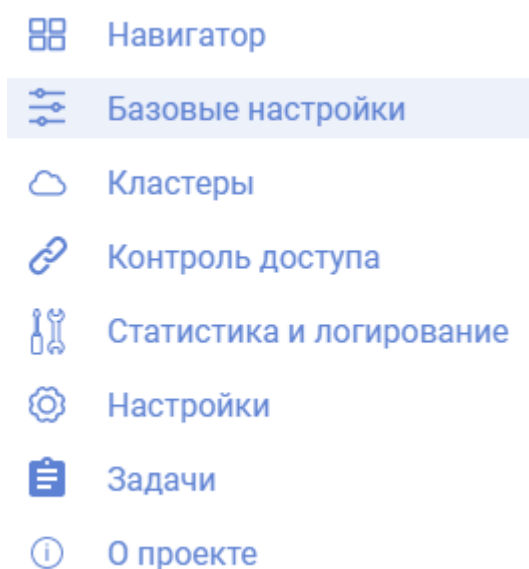 Навигатор
Базовые настройки
Кластеры
Контроль доступа
Статистика и логирование
Настройки
Задачи
О проекте